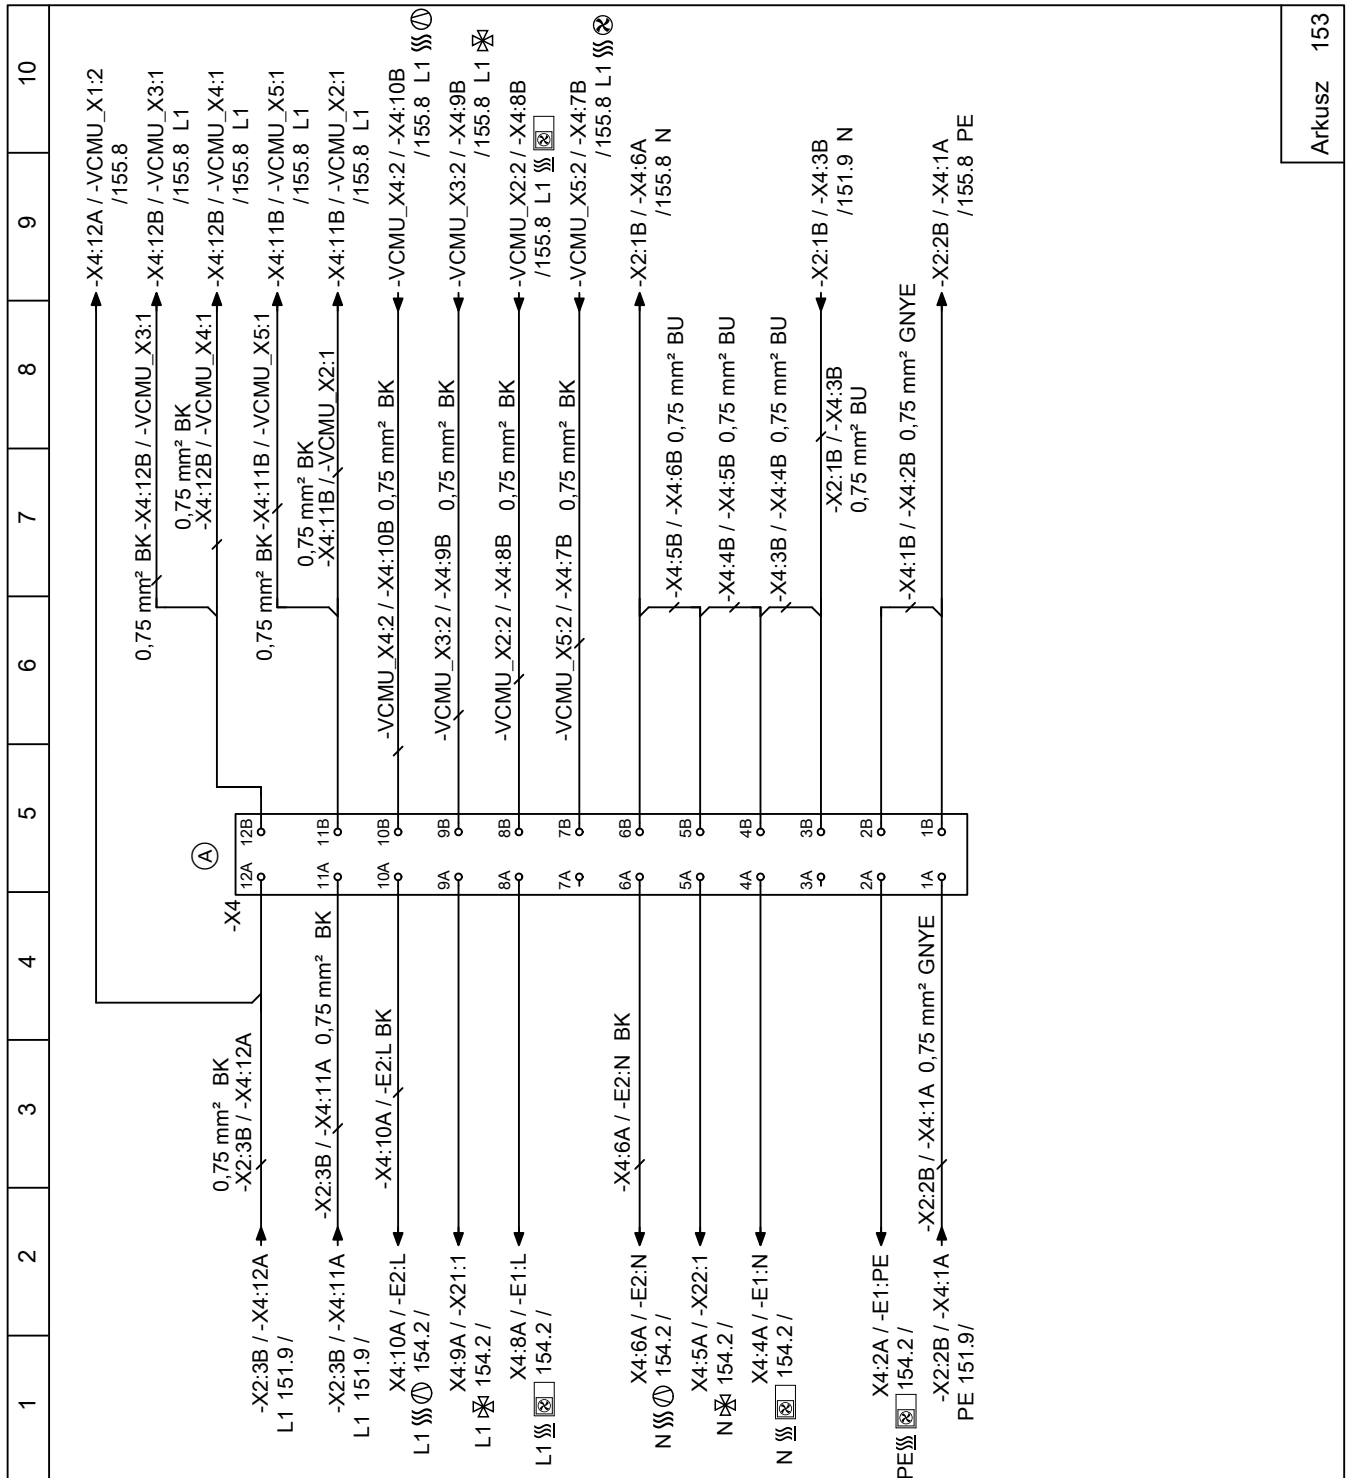 Arkusz 153
1 2 3 4 5 6 7 8 9 10
-X4:12A / -VCMU_X1:2
/155.8
-X4:12B / -VCMU_X3:1
/155.8 L1
0,75 mm² BK -X4:12B / -VCMU_X3:1
-X4:12B / -VCMU_X4:1
/155.8 L1
0,75 mm² BK
-X4:12B / -VCMU_X4:1
-X4:11B / -VCMU_X5:1
/155.8 L1
0,75 mm² BK -X4:11B / -VCMU_X5:1
-X4:11B / -VCMU_X2:1
/155.8 L1
0,75 mm² BK
-X4:11B / -VCMU_X2:1
-VCMU_X4:2 / -X4:10B
/155.8 L1
-VCMU_X4:2 / -X4:10B 0,75 mm² BK
-VCMU_X3:2 / -X4:9B
/155.8 L1
-VCMU_X3:2 / -X4:9B 0,75 mm² BK
-VCMU_X2:2 / -X4:8B
/155.8 L1
-VCMU_X2:2 / -X4:8B 0,75 mm² BK
-VCMU_X5:2 / -X4:7B
/155.8 L1
-VCMU_X5:2 / -X4:7B 0,75 mm² BK
-X2:1B / -X4:6A
/155.8 N
-X4:5B / -X4:6B 0,75 mm² BU
-X4:4B / -X4:5B 0,75 mm² BU
-X4:3B / -X4:4B 0,75 mm² BU
-X2:1B / -X4:3B
/151.9 N
-X2:1B / -X4:3B
0,75 mm² BU
-X4:1B / -X4:2B 0,75 mm² GNYE
-X2:2B / -X4:1A
/155.8 PE
A
-X4
12A 12B
11A 11B
10A 10B
9A 9B
8A 8B
7A 7B
6A 6B
5A 5B
4A 4B
3A 3B
2A 2B
1A 1B
0,75 mm² BK
-X2:3B / -X4:12A
-X2:3B / -X4:12A
L1 151.9 /
-X2:3B / -X4:11A 0,75 mm² BK
-X2:3B / -X4:11A
L1 151.9 /
-X4:10A / -E2:L BK
X4:10A / -E2:L
L1 154.2 /
X4:9A / -X21:1
L1 154.2 /
X4:8A / -E1:L
L1 154.2 /
-X4:6A / -E2:N BK
X4:6A / -E2:N
N 154.2 /
X4:5A / -X22:1
N 154.2 /
X4:4A / -E1:N
N 154.2 /
X4:2A / -E1:PE
PE 154.2 /
-X2:2B / -X4:1A 0,75 mm² GNYE
-X2:2B / -X4:1A
PE 151.9/